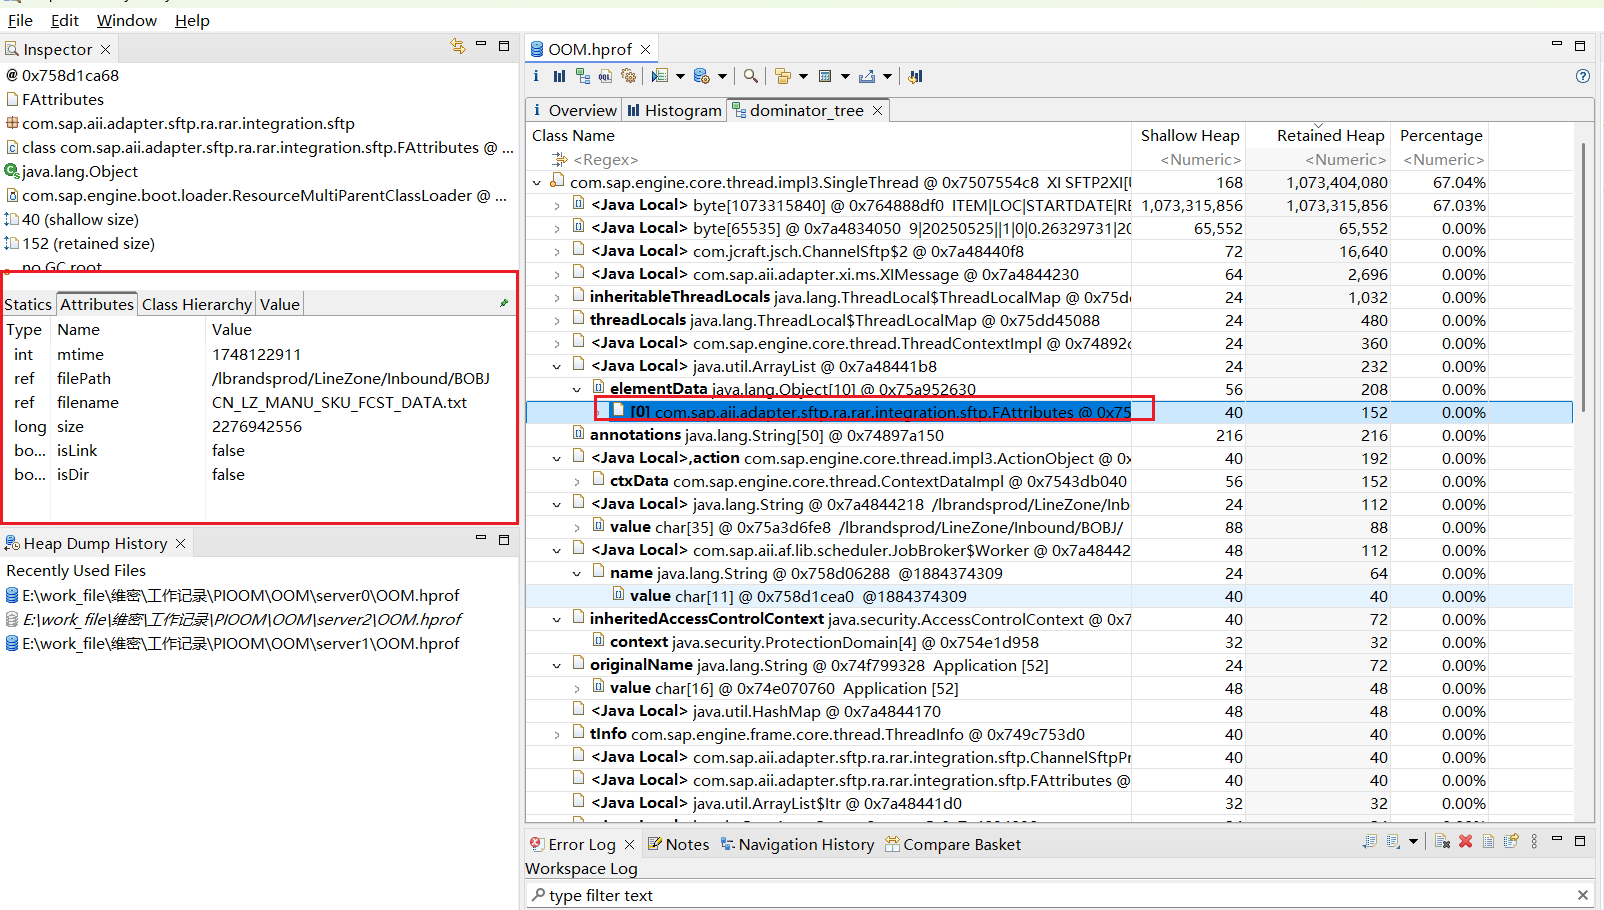 File Edit Window Help
Inspector
@ 0x758d1ca68
FAttributes
com.sap.aii.adapter.sftp.ra.rar.integration.sftp
class com.sap.aii.adapter.sftp.ra.rar.integration.sftp.FAttributes @ ...
java.lang.Object
com.sap.engine.boot.loader.ResourceMultiParentClassLoader @ ...
40 (shallow size)
152 (retained size)
no GC root
Statics Attributes Class Hierarchy Value
Type Name Value
int mtime 1748122911
ref filePath /lbrandsprod/LineZone/Inbound/BOBJ
ref filename CN_LZ_MANU_SKU_FCST_DATA.txt
long size 2276942556
bo... isLink false
bo... isDir false
Heap Dump History
Recently Used Files
E:\work_file\维密\工作记录\PIOOM\OOM\server0\OOM.hprof
E:\work_file\维密\工作记录\PIOOM\OOM\server2\OOM.hprof
E:\work_file\维密\工作记录\PIOOM\OOM\server1\OOM.hprof
OOM.hprof
Overview Histogram dominator_tree
Class Name Shallow Heap Retained Heap Percentage
<Regex> <Numeric> <Numeric> <Numeric>
com.sap.engine.core.thread.impl3.SingleThread @ 0x7507554c8 XI SFTP2XI[ 168 1,073,404,080 67.04%
<Java Local> byte[1073315840] @ 0x764888df0 ITEM|LOC|STARTDATE|RE 1,073,315,856 1,073,315,856 67.03%
<Java Local> byte[65535] @ 0x7a4834050 9|20250525||1|0|0.26329731|20 65,552 65,552 0.00%
<Java Local> com.jcraft.jsch.ChannelSftp$2 @ 0x7a48440f8 72 16,640 0.00%
<Java Local> com.sap.aii.adapter.xi.ms.XIMessage @ 0x7a4844230 64 2,696 0.00%
inheritableThreadLocals java.lang.ThreadLocal$ThreadLocalMap @ 0x75d 24 1,032 0.00%
threadLocals java.lang.ThreadLocal$ThreadLocalMap @ 0x75dd45088 24 480 0.00%
<Java Local> com.sap.engine.core.thread.ThreadContextImpl @ 0x74892 24 360 0.00%
<Java Local> java.util.ArrayList @ 0x7a48441b8 24 232 0.00%
elementData java.lang.Object[10] @ 0x75a952630 56 208 0.00%
[0] com.sap.aii.adapter.sftp.ra.rar.integration.sftp.FAttributes @ 0x75 40 152 0.00%
annotations java.lang.String[50] @ 0x74897a150 216 216 0.00%
<Java Local>,action com.sap.engine.core.thread.impl3.ActionObject @ 0x 40 192 0.00%
ctxData com.sap.engine.core.thread.ContextDataImpl @ 0x7543db040 56 152 0.00%
<Java Local> java.lang.String @ 0x7a4844218 /lbrandsprod/LineZone/Inb 24 112 0.00%
value char[35] @ 0x75a3d6fe8 /lbrandsprod/LineZone/Inbound/BOBJ/ 88 88 0.00%
<Java Local> com.sap.aii.af.lib.scheduler.JobBroker$Worker @ 0x7a48442 48 112 0.00%
name java.lang.String @ 0x758d06288 @1884374309 24 64 0.00%
value char[11] @ 0x758d1cea0 @1884374309 40 40 0.00%
inheritedAccessControlContext java.security.AccessControlContext @ 0x7 40 72 0.00%
context java.security.ProtectionDomain[4] @ 0x754e1d958 32 32 0.00%
originalName java.lang.String @ 0x74f799328 Application [52] 24 72 0.00%
value char[16] @ 0x74e070760 Application [52] 48 48 0.00%
<Java Local> java.util.HashMap @ 0x7a4844170 48 48 0.00%
tInfo com.sap.engine.frame.core.thread.ThreadInfo @ 0x749c753d0 40 40 0.00%
<Java Local> com.sap.aii.adapter.sftp.ra.rar.integration.sftp.ChannelSftpPr 40 40 0.00%
<Java Local> com.sap.aii.adapter.sftp.ra.rar.integration.sftp.FAttributes @ 40 40 0.00%
<Java Local> java.util.ArrayList$Itr @ 0x7a48441d0 32 32 0.00%
Error Log Notes Navigation History Compare Basket
Workspace Log
type filter text